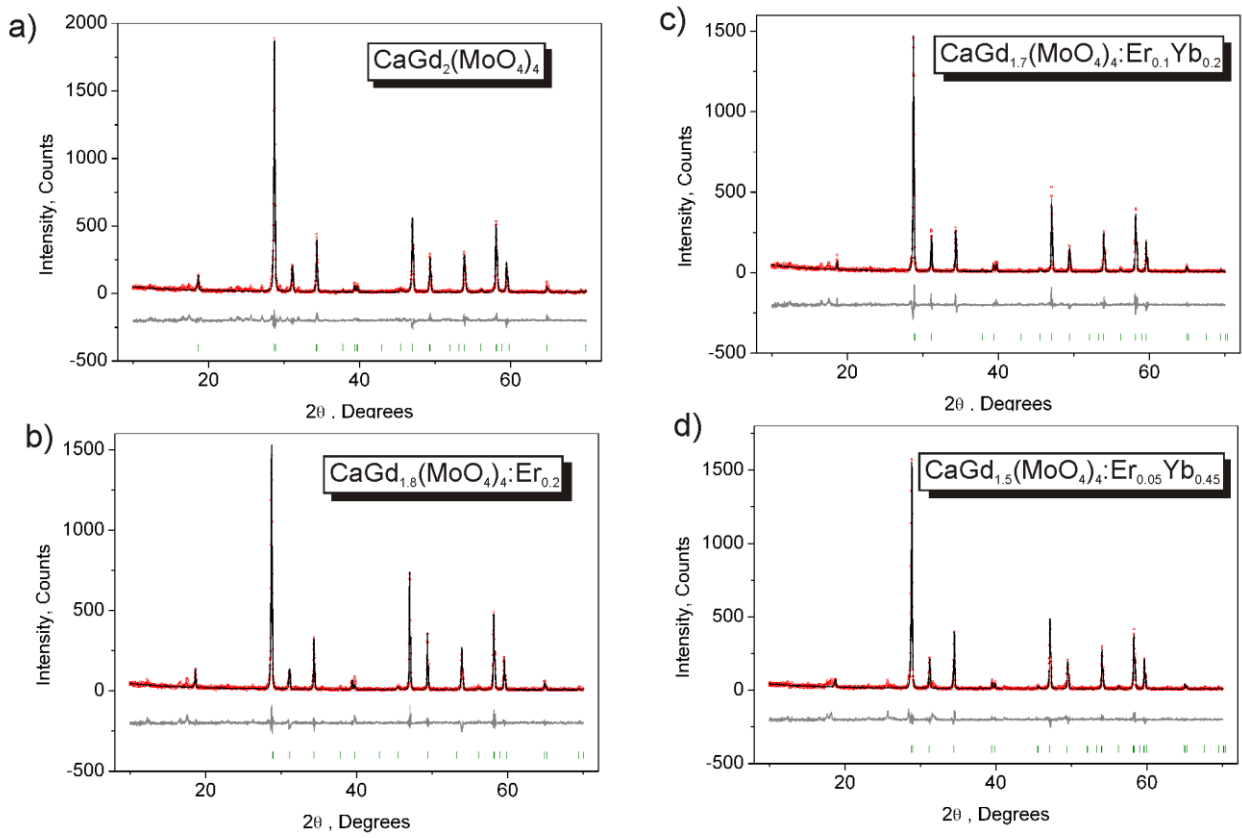 a)
CaGd2(MoO4)4
2000
1500
1000
500
0
-500
Intensity, Counts
20
40
60
2θ , Degrees
c)
CaGd1.7(MoO4)4:Er0.1Yb0.2
1500
1000
500
0
-500
Intensity, Counts
20
40
60
2θ , Degrees
b)
CaGd1.8(MoO4)4:Er0.2
1500
1000
500
0
-500
Intensity, Counts
20
40
60
2θ , Degrees
d)
CaGd1.5(MoO4)4:Er0.05Yb0.45
1500
1000
500
0
-500
Intensity, Counts
20
40
60
2θ , Degrees